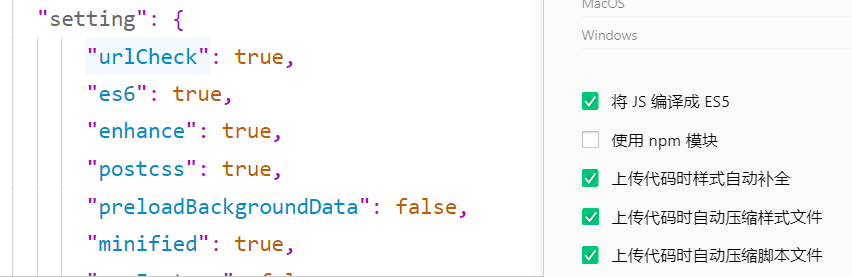 "setting": {
"urlCheck": true,
"es6": true,
"enhance": true,
"postcss": true,
"preloadBackgroundData": false,
"minified": true,
MacOS
Windows
将 JS 编译成 ES5
使用 npm 模块
上传代码时样式自动补全
上传代码时自动压缩样式文件
上传代码时自动压缩脚本文件